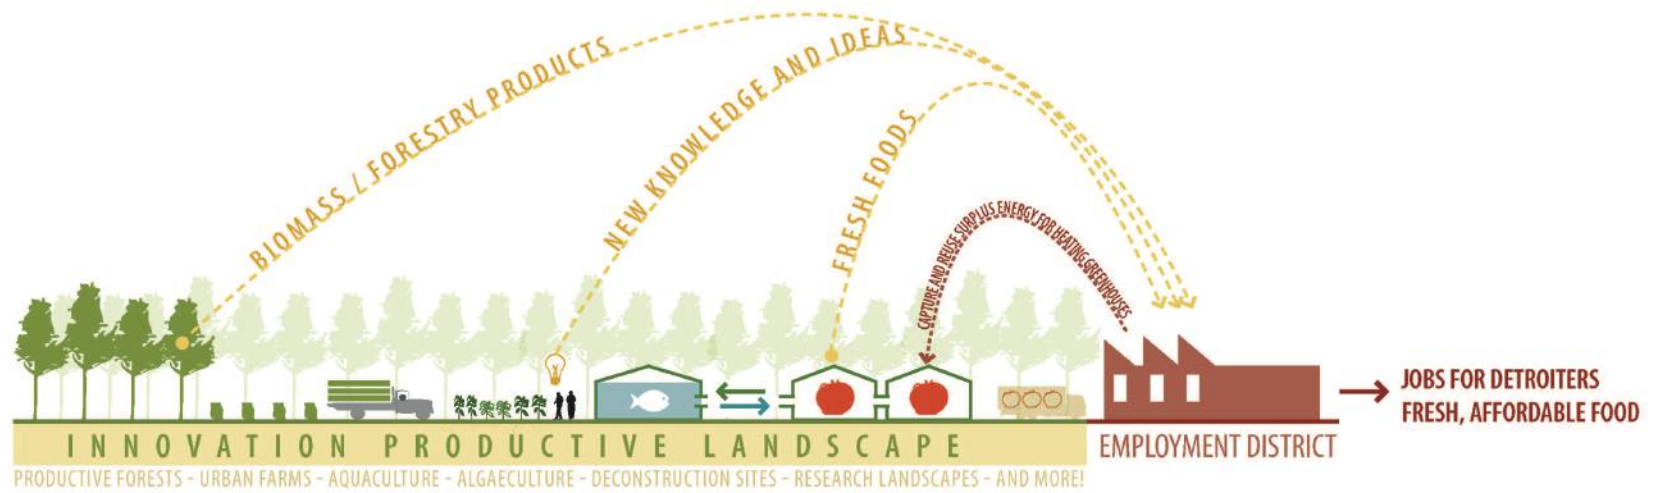 BIOMASS / FORESTRY PRODUCTS
NEW KNOWLEDGE AND IDEAS
FRESH FOODS
CAPTURE AND REUSE SURPLUS ENERGY FOR HEATING GREENHOUSES
JOBS FOR DETROITERS
FRESH, AFFORDABLE FOOD
INNOVATION PRODUCTIVE LANDSCAPE
EMPLOYMENT DISTRICT
PRODUCTIVE FORESTS - URBAN FARMS - AQUACULTURE - ALGAECULTURE - DECONSTRUCTION SITES - RESEARCH LANDSCAPES - AND MORE!